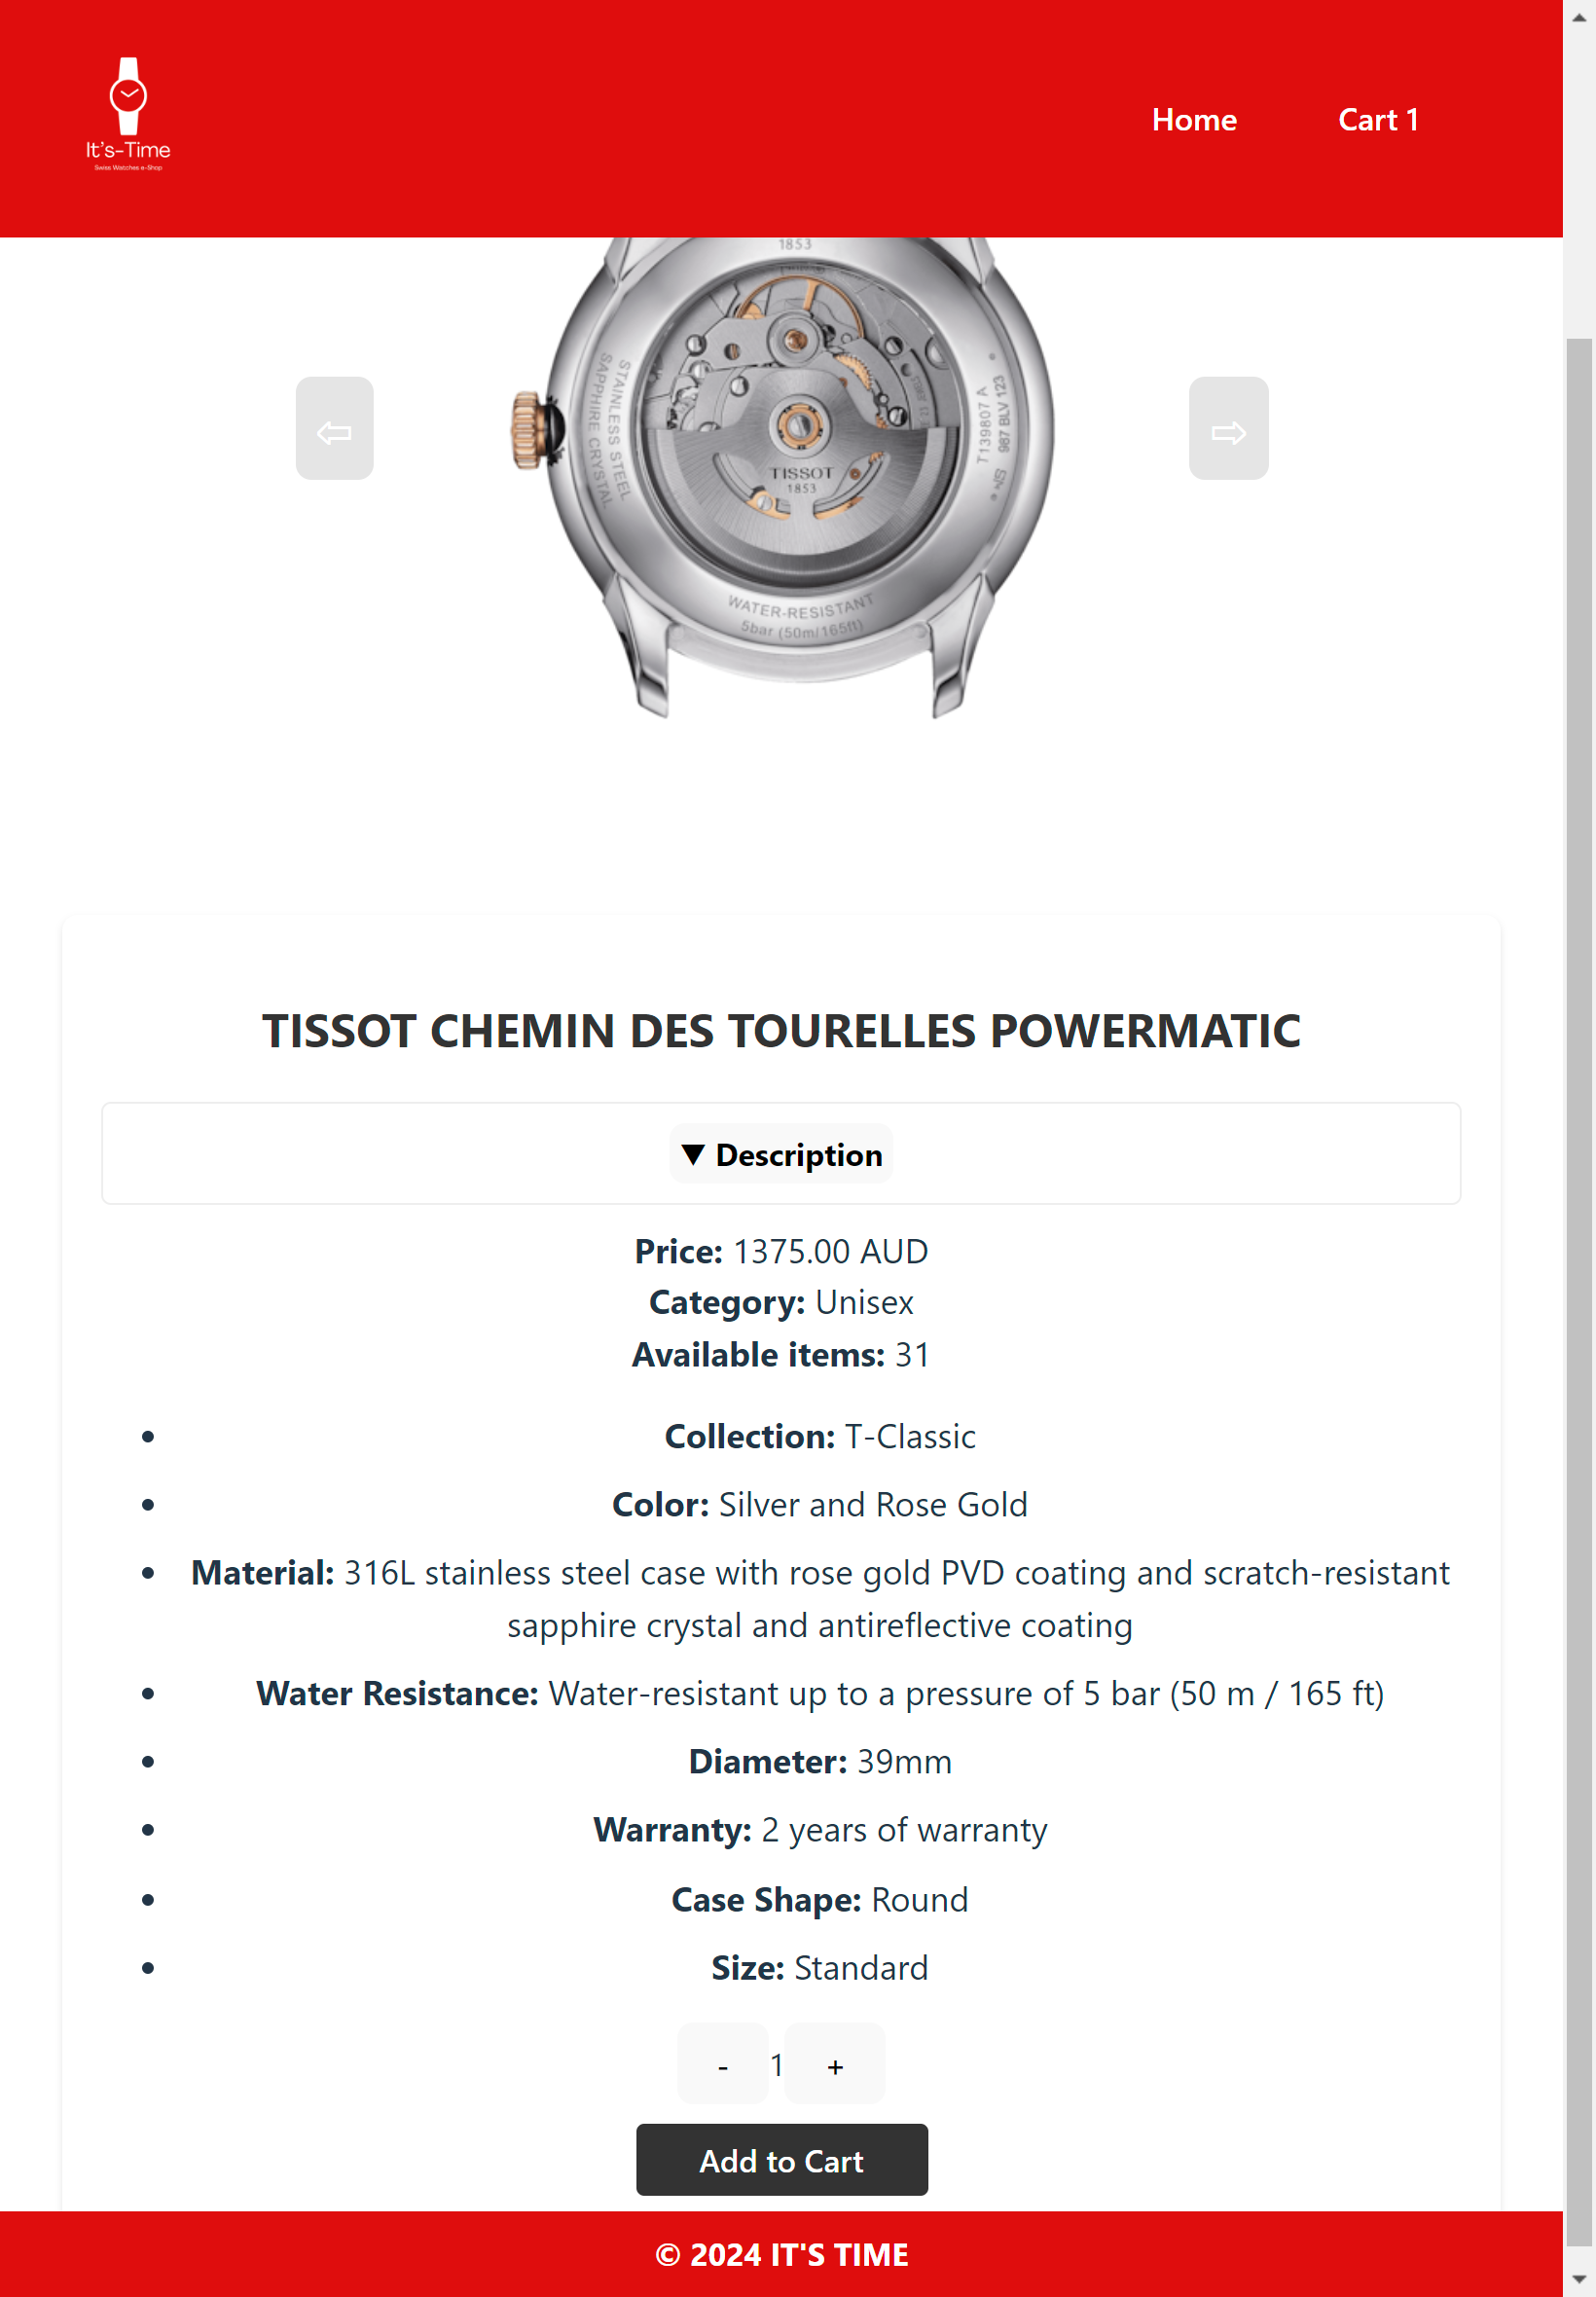 It's-Time
Swiss Watches e-Shop
Home
Cart 1
1853
STAINLESS STEEL
SAPPHIRE CRYSTAL
T139807 A
987 BLV 123
TISSOT
1853
WATER-RESISTANT
5bar (50m/165ft)
⇦
⇨
TISSOT CHEMIN DES TOURELLES POWERMATIC
▼ Description
Price: 1375.00 AUD
Category: Unisex
Available items: 31
• Collection: T-Classic
• Color: Silver and Rose Gold
• Material: 316L stainless steel case with rose gold PVD coating and scratch-resistant
sapphire crystal and antireflective coating
• Water Resistance: Water-resistant up to a pressure of 5 bar (50 m / 165 ft)
• Diameter: 39mm
• Warranty: 2 years of warranty
• Case Shape: Round
• Size: Standard
- 1 +
Add to Cart
© 2024 IT'S TIME